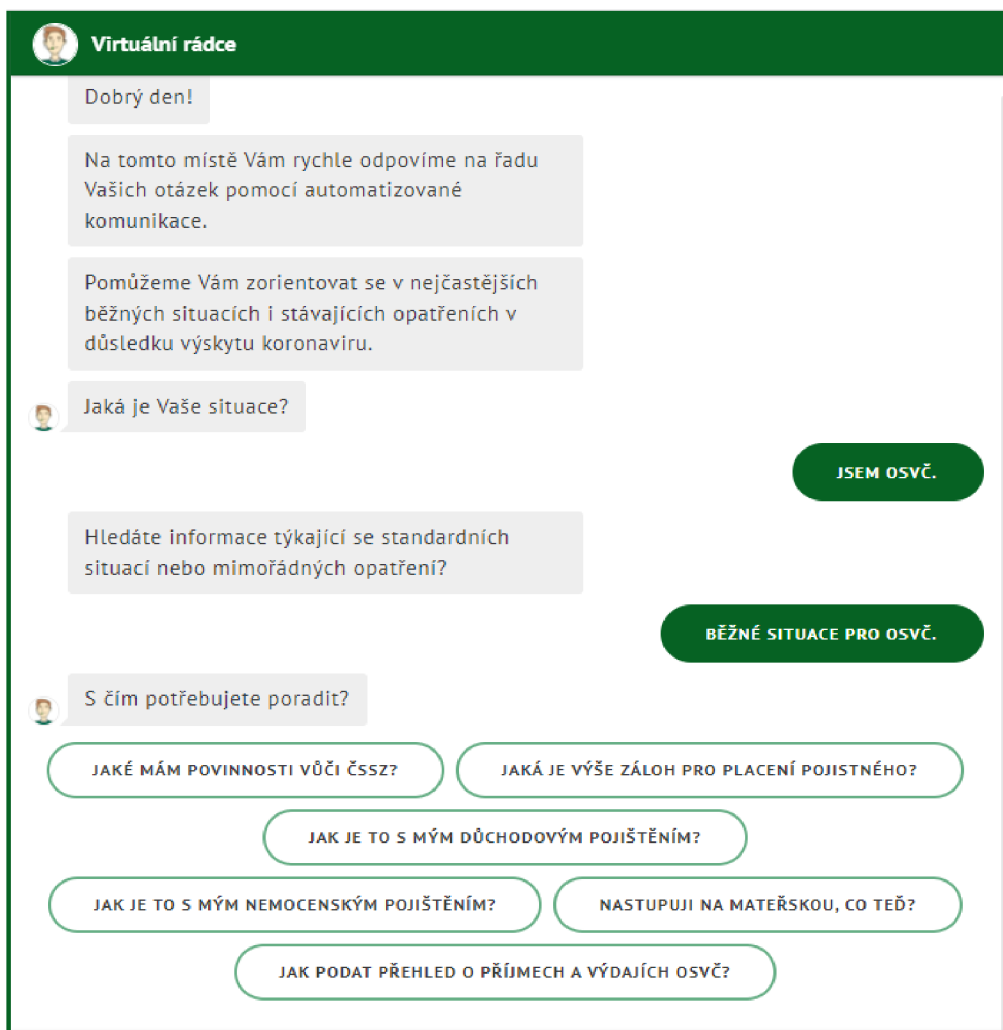 Virtuální rádce
Dobrý den!
Na tomto místě Vám rychle odpovíme na řadu
Vašich otázek pomocí automatizované
komunikace.
Pomůžeme Vám zorientovat se v nejčastějších
běžných situacích i stávajících opatřeních v
důsledku výskytu koronaviru.
Jaká je Vaše situace?
JSEM OSVČ.
Hledáte informace týkající se standardních
situací nebo mimořádných opatření?
BĚŽNÉ SITUACE PRO OSVČ.
S čím potřebujete poradit?
JAKÉ MÁM POVINNOSTI VŮČI ČSSZ?
JAKÁ JE VÝŠE ZÁLOH PRO PLACENÍ POJISTNÉHO?
JAK JE TO S MÝM DŮCHODOVÝM POJIŠTĚNÍM?
JAK JE TO S MÝM NEMOCENSKÝM POJIŠTĚNÍM?
NASTUPUJI NA MATEŘSKOU, CO TEĎ?
JAK PODAT PŘEHLED O PŘÍJMECH A VÝDAJÍCH OSVČ?